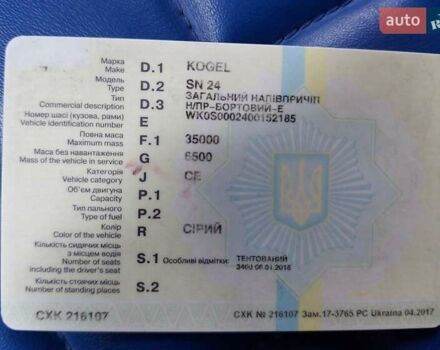 auto
Марка
Make D.1 KOGEL
Модель
Type D.2 SN 24
Тип
Commercial description D.3 ЗАГАЛЬНИЙ НАПІВПРИЧІП
Н/ПР-БОРТОВИЙ-Е
Номер шасі (кузова, рами)
Vehicle identification number E WK0S0002400152185
Повна маса
Maximum mass F.1 35000
Маса без навантаження
Mass of the vehicle in service G 6500
Категорія
Vehicle category J CE
Об'єм двигуна
Capacity P.1
Тип пального
Type of fuel P.2
Колір
Color of the vehicle R СІРИЙ
Кількість сидячих місць
з місцем водія
Number of seats
including the driver's seat S.1 Особливі відмітки: ТЕНТОВАНИЙ
Кількість стоячих місць
Number of standing places S.2
СХК 216107
СХК № 216107 Зам.17-3765 РС Ukraina 04.2017